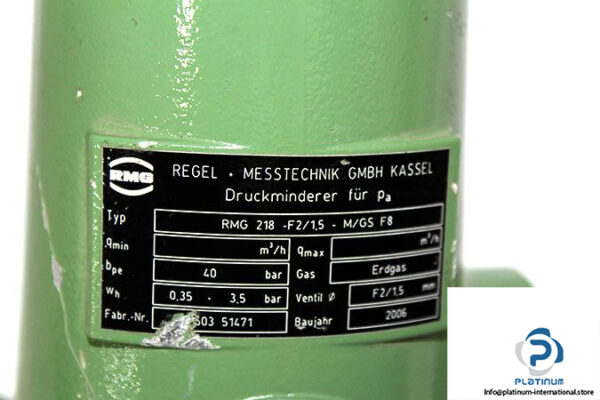 RMG
REGEL + MESSTECHNIK GMBH KASSEL
Druckminderer für pa
Typ RMG 218 -F2/1,5 - M/GS F8
qmin m³/h qmax m³/h
bpe 40 bar Gas Erdgas
Wh 0,35 - 3,5 bar Ventil Ø F2/1,5 mm
Fabr.-Nr. 503 51471 Baujahr 2006
PLATINUM
Info@platinum-international.store